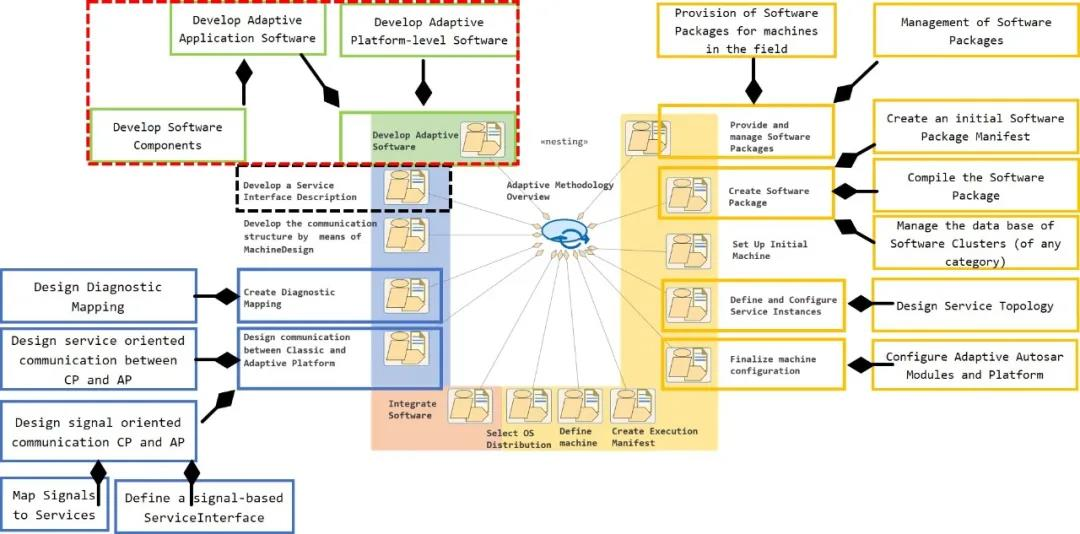 Develop Adaptive
Application Software
Develop Adaptive
Platform-level Software
Develop Software
Components
Develop Adaptive
Software
Provision of Software
Packages for machines
in the field
Management of Software
Packages
Provide and
manage Software
Packages
Create an initial Software
Package Manifest
Create Software
Package
Compile the Software
Package
Manage the data base of
Software Clusters (of any
category)
«nesting»
Adaptive Methodology
Overview
Develop a Service
Interface Description
Develop the communication
structure by means of
MachineDesign
Set Up Initial
Machine
Design Diagnostic
Mapping
Create Diagnostic
Mapping
Define and Configure
Service Instances
Design Service Topology
Design service oriented
communication between
CP and AP
Design communication
between Classic and
Adaptive Platform
Finalize machine
configuration
Configure Adaptive Autosar
Modules and Platform
Design signal oriented
communication CP and AP
Map Signals
to Services
Define a signal-based
ServiceInterface
Integrate
Software
Select OS
Distribution
Define
machine
Create Execution
Manifest